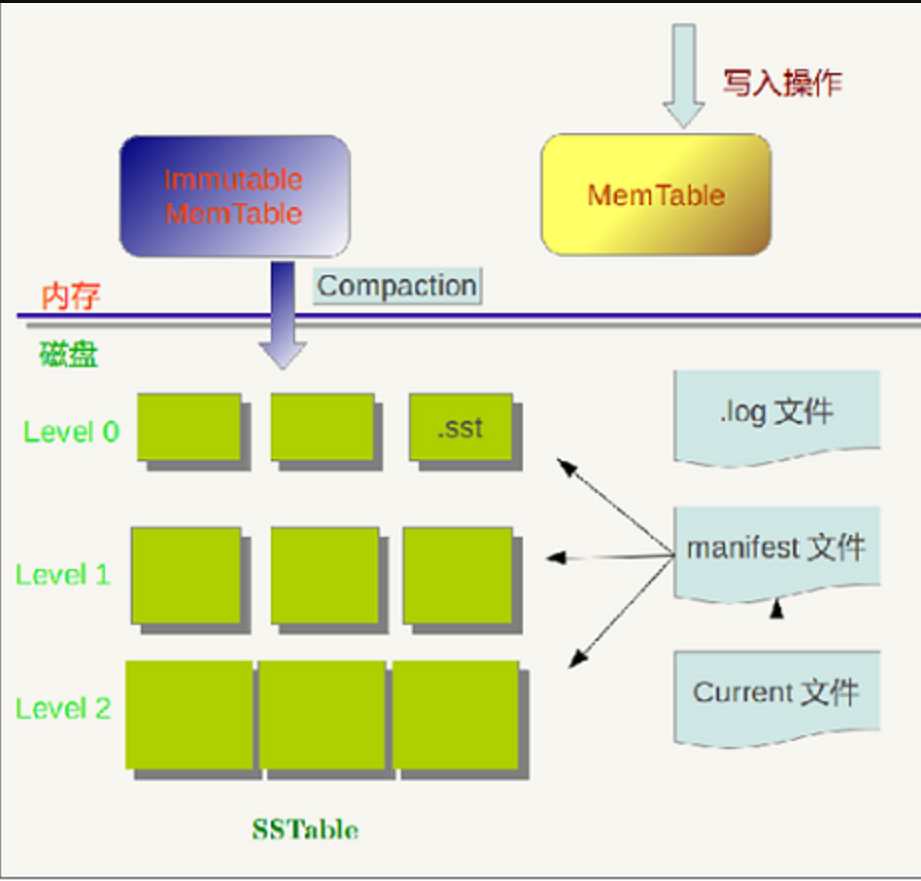 写入操作
Immutable
MemTable
MemTable
Compaction
内存
磁盘
Level 0
.sst
.log 文件
Level 1
manifest 文件
Level 2
Current 文件
SSTable